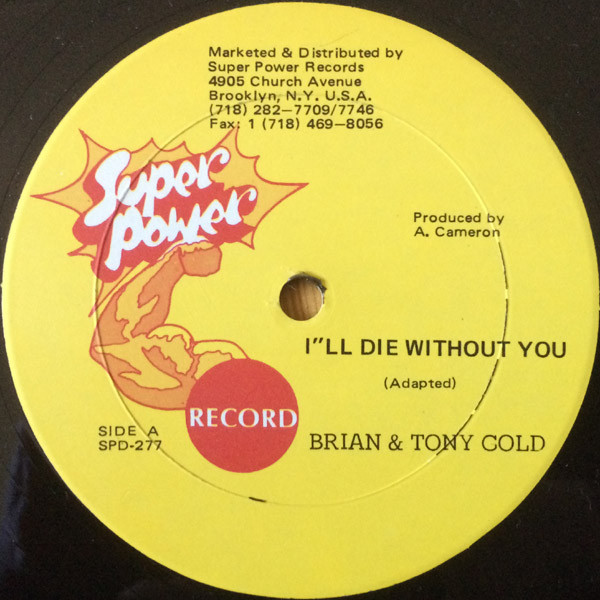 Marketed & Distributed by
Super Power Records
4905 Church Avenue
Brooklyn, N.Y. U.S.A.
(718) 282–7709/7746
Fax: 1 (718) 469–8056
Super
Power
Produced by
A. Cameron
I"LL DIE WITHOUT YOU
(Adapted)
RECORD
SIDE A
SPD-277
BRIAN & TONY GOLD